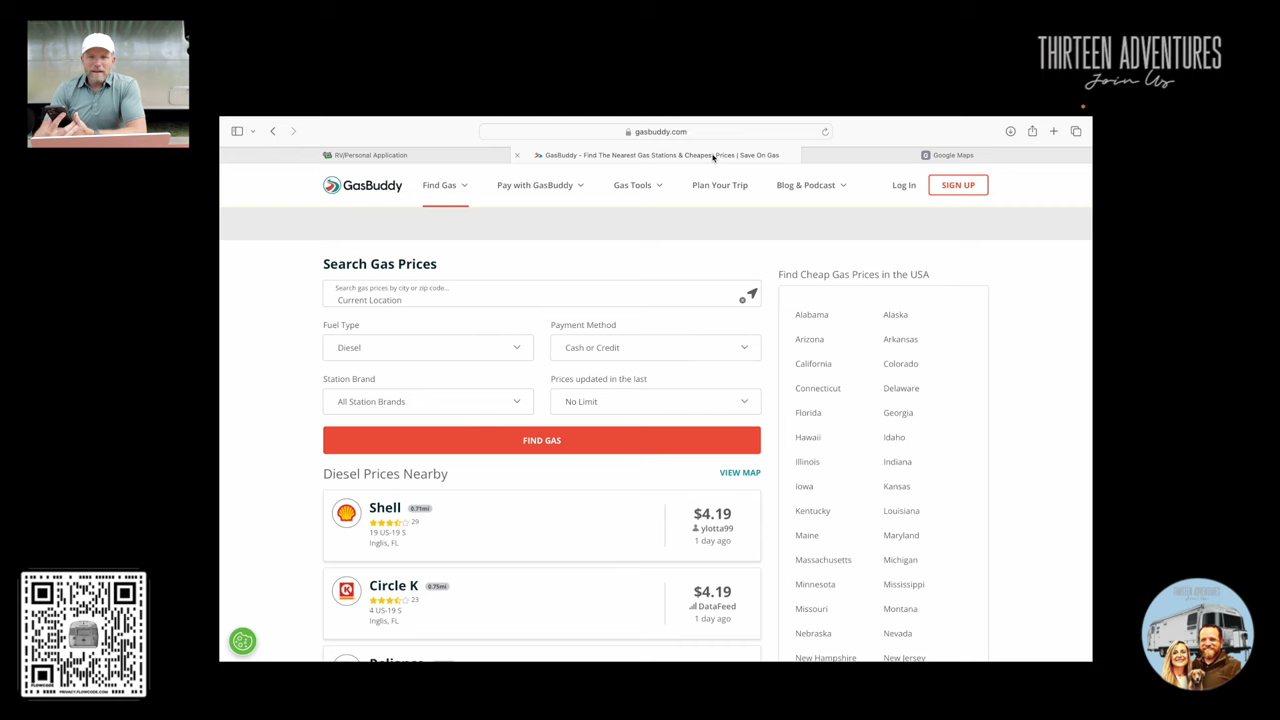 THIRTEEN ADVENTURES
Join Us
gasbuddy.com
RV/Personal Application
GasBuddy - Find The Nearest Gas Stations & Cheapest Prices | Save On Gas
G Google Maps
GasBuddy
Find Gas
Pay with GasBuddy
Gas Tools
Plan Your Trip
Blog & Podcast
Log In
SIGN UP
Search Gas Prices
Search gas prices by city or zip code...
Current Location
Fuel Type
Payment Method
Diesel
Cash or Credit
Station Brand
Prices updated in the last
All Station Brands
No Limit
FIND GAS
Diesel Prices Nearby
VIEW MAP
Shell 0.71mi
29
19 US-19 S
Inglis, FL
$4.19
ylotta99
1 day ago
Circle K 0.75mi
23
4 US-19 S
Inglis, FL
$4.19
DataFeed
1 day ago
Find Cheap Gas Prices in the USA
Alabama Alaska
Arizona Arkansas
California Colorado
Connecticut Delaware
Florida Georgia
Hawaii Idaho
Illinois Indiana
Iowa Kansas
Kentucky Louisiana
Maine Maryland
Massachusetts Michigan
Minnesota Mississippi
Missouri Montana
Nebraska Nevada
New Hampshire New Jersey
PRIVACY.FLOWCODE.COM
THIRTEEN ADVENTURES